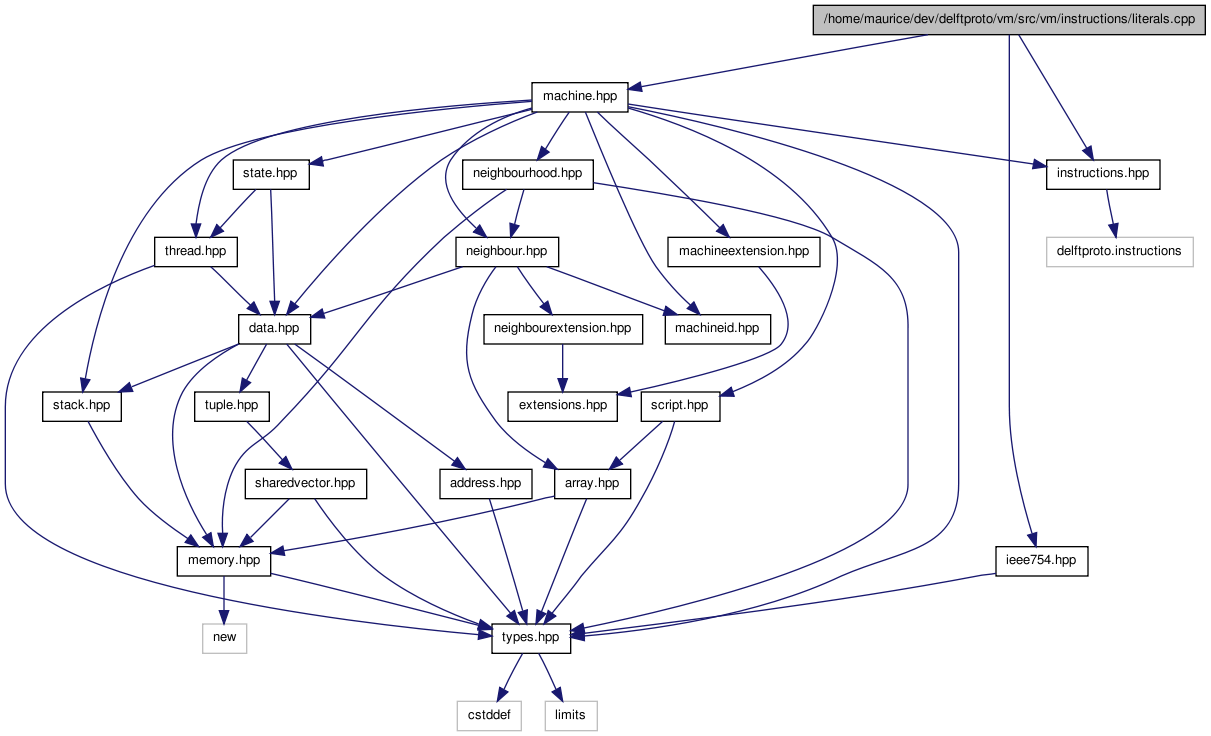 /home/maurice/dev/delftproto/vm/src/vm/instructions/literals.cpp
machine.hpp
state.hpp
neighbourhood.hpp
instructions.hpp
thread.hpp
neighbour.hpp
machineextension.hpp
delftproto.instructions
data.hpp
neighbourextension.hpp
machineid.hpp
stack.hpp
tuple.hpp
extensions.hpp
script.hpp
sharedvector.hpp
address.hpp
array.hpp
memory.hpp
ieee754.hpp
new
types.hpp
cstddef
limits